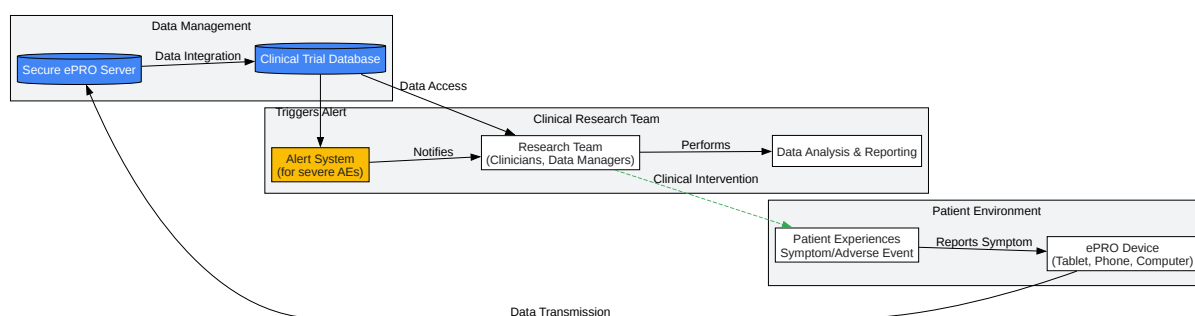 Data Management
Secure ePRO Server
Data Integration
Clinical Trial Database
Data Access
Triggers Alert
Clinical Research Team
Alert System
(for severe AEs)
Notifies
Research Team
(Clinicians, Data Managers)
Performs
Data Analysis & Reporting
Clinical Intervention
Patient Environment
Patient Experiences
Symptom/Adverse Event
Reports Symptom
ePRO Device
(Tablet, Phone, Computer)
Data Transmission